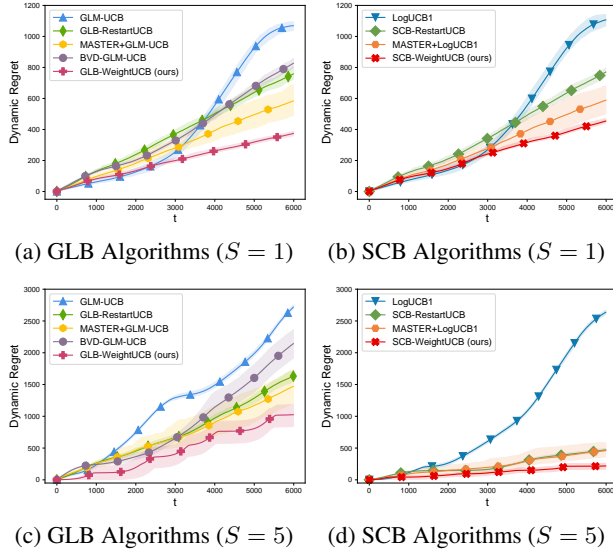 1200
1000
800
600
400
200
0
Dynamic Regret
GLM-UCB
GLB-RestartUCB
MASTER+GLM-UCB
BVD-GLM-UCB
GLB-WeightUCB (ours)
0 1000 2000 3000 4000 5000 6000
t
(a) GLB Algorithms (S = 1)
1200
1000
800
600
400
200
0
Dynamic Regret
LogUCB1
SCB-RestartUCB
MASTER+LogUCB1
SCB-WeightUCB (ours)
0 1000 2000 3000 4000 5000 6000
t
(b) SCB Algorithms (S = 1)
3000
2500
2000
1500
1000
500
0
Dynamic Regret
GLM-UCB
GLB-RestartUCB
MASTER+GLM-UCB
BVD-GLM-UCB
GLB-WeightUCB (ours)
0 1000 2000 3000 4000 5000 6000
t
(c) GLB Algorithms (S = 5)
3000
2500
2000
1500
1000
500
0
Dynamic Regret
LogUCB1
SCB-RestartUCB
MASTER+LogUCB1
SCB-WeightUCB (ours)
0 1000 2000 3000 4000 5000 6000
t
(d) SCB Algorithms (S = 5)